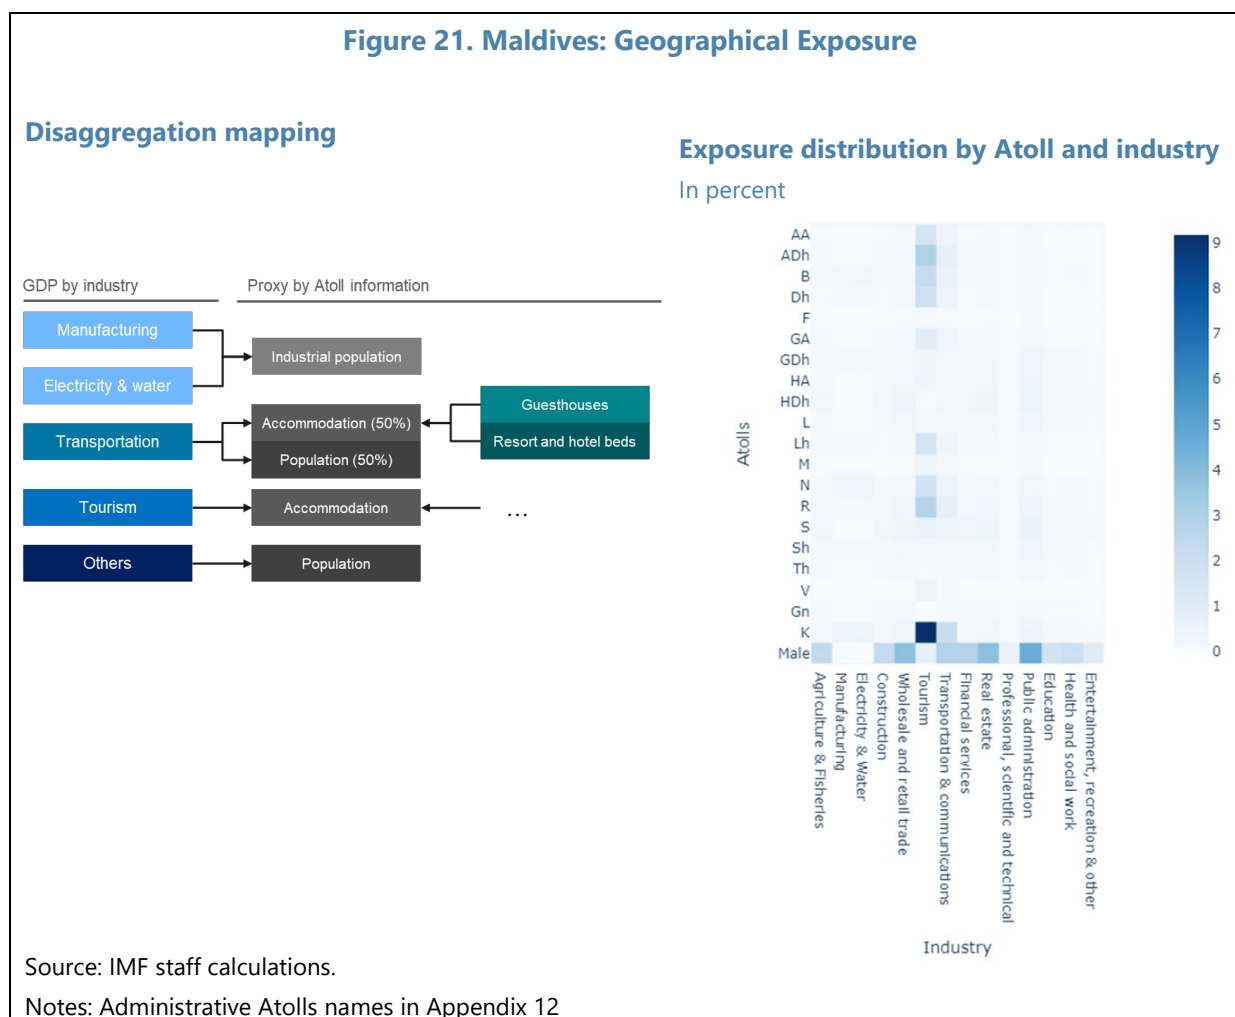 Figure 21. Maldives: Geographical Exposure
Disaggregation mapping
GDP by industry
Proxy by Atoll information
Manufacturing
Electricity & water
Transportation
Tourism
Others
Industrial population
Accommodation (50%)
Population (50%)
Accommodation
Population
Guesthouses
Resort and hotel beds
...
Exposure distribution by Atoll and industry
In percent
Atolls
AA
ADh
B
Dh
F
GA
GDh
HA
HDh
L
Lh
M
N
R
S
Sh
Th
V
Gn
K
Male
9
8
7
6
5
4
3
2
1
0
Agriculture & Fisheries
Manufacturing
Electricity & Water
Construction
Wholesale and retail trade
Tourism
Transportation & communications
Financial services
Real estate
Professional, scientific and technical
Public administration
Education
Health and social work
Entertainment, recreation & other
Industry
Source: IMF staff calculations.
Notes: Administrative Atolls names in Appendix 12